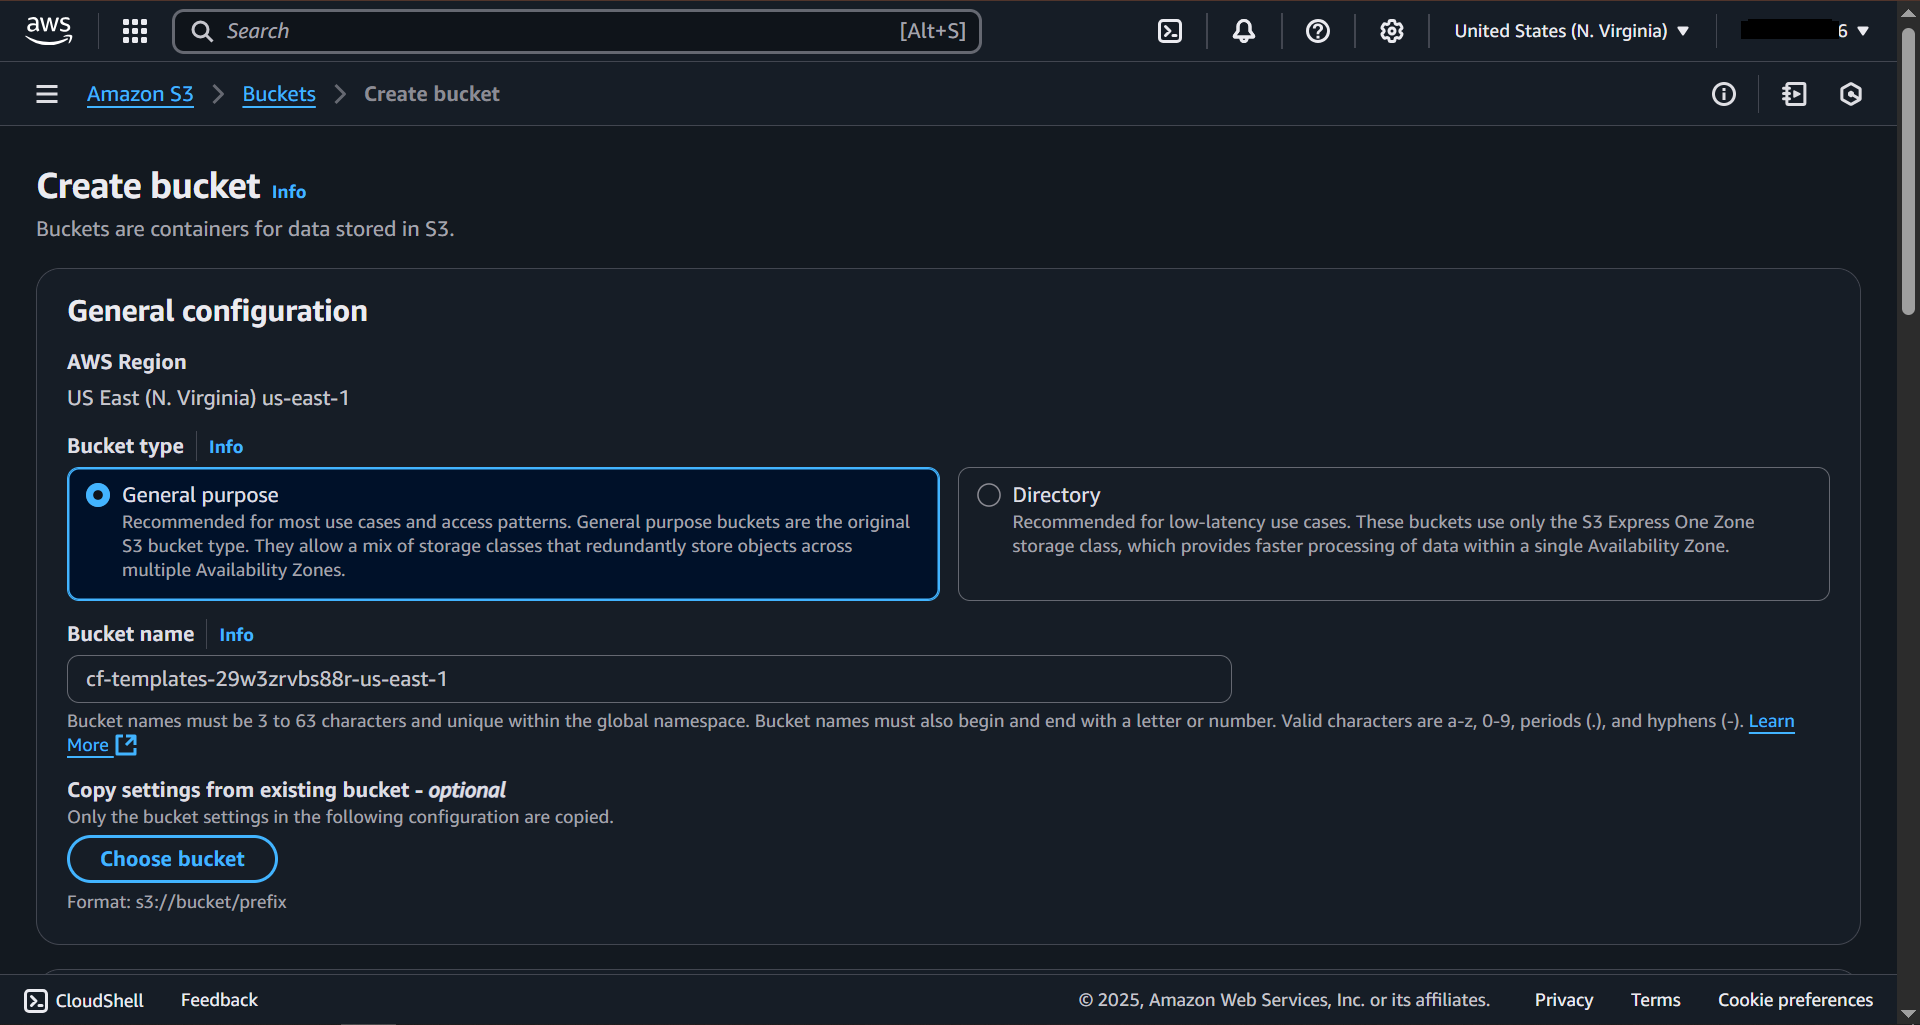 aws
Search [Alt+S]
United States (N. Virginia)
6
Amazon S3 > Buckets > Create bucket
Create bucket Info
Buckets are containers for data stored in S3.
General configuration
AWS Region
US East (N. Virginia) us-east-1
Bucket type Info
General purpose
Recommended for most use cases and access patterns. General purpose buckets are the original
S3 bucket type. They allow a mix of storage classes that redundantly store objects across
multiple Availability Zones.
Directory
Recommended for low-latency use cases. These buckets use only the S3 Express One Zone
storage class, which provides faster processing of data within a single Availability Zone.
Bucket name Info
cf-templates-29w3zrvbs88r-us-east-1
Bucket names must be 3 to 63 characters and unique within the global namespace. Bucket names must also begin and end with a letter or number. Valid characters are a-z, 0-9, periods (.), and hyphens (-). Learn
More
Copy settings from existing bucket - optional
Only the bucket settings in the following configuration are copied.
Choose bucket
Format: s3://bucket/prefix
CloudShell Feedback © 2025, Amazon Web Services, Inc. or its affiliates. Privacy Terms Cookie preferences